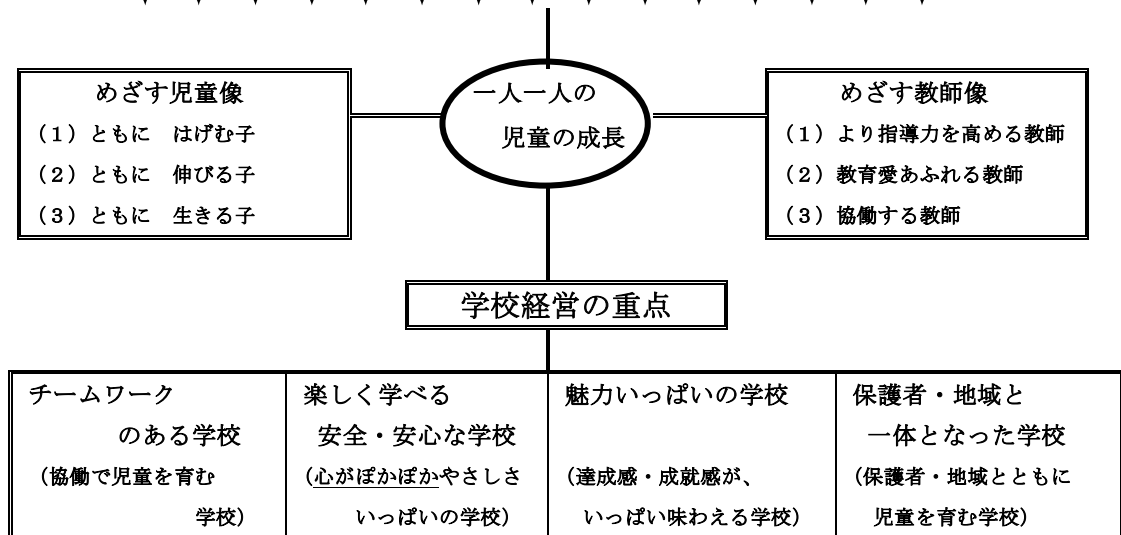 めざす児童像
（１）ともに　はげむ子
（２）ともに　伸びる子
（３）ともに　生きる子
一人一人の
児童の成長
めざす教師像
（１）より指導力を高める教師
（２）教育愛あふれる教師
（３）協働する教師
学校経営の重点
チームワーク
のある学校
(協働で児童を育む
学校)
楽しく学べる
安全・安心な学校
(心がぽかぽかやさしさ
いっぱいの学校)
魅力いっぱいの学校
(達成感・成就感が、
いっぱい味わえる学校)
保護者・地域と
一体となった学校
(保護者・地域とともに
児童を育む学校)